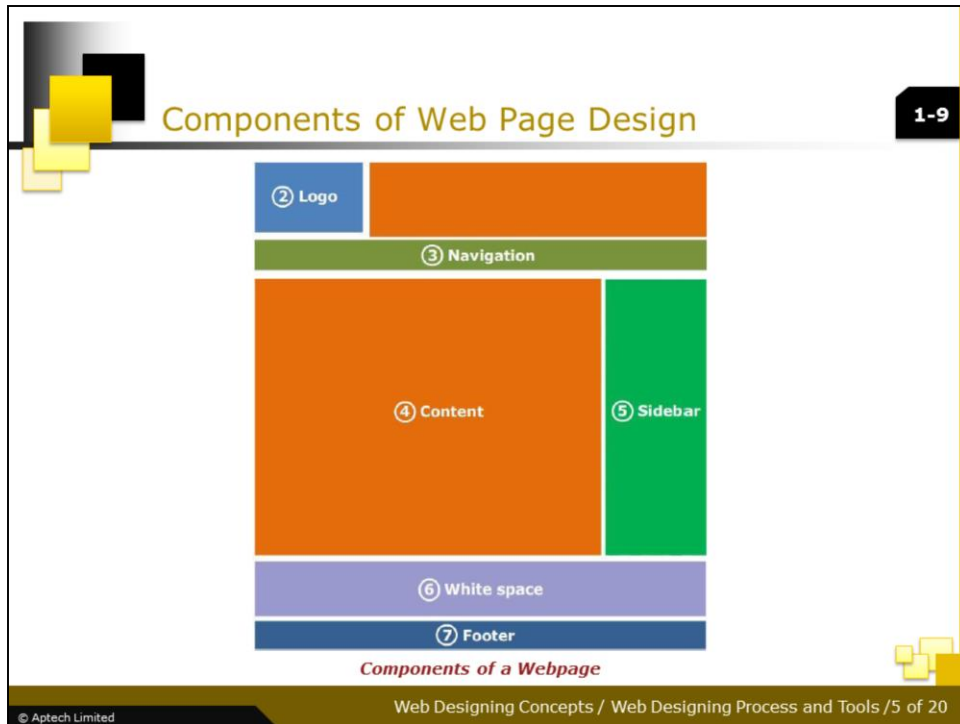 Components of Web Page Design
1-9
② Logo
③ Navigation
④ Content
⑤ Sidebar
⑥ White space
⑦ Footer
Components of a Webpage
© Aptech Limited
Web Designing Concepts / Web Designing Process and Tools /5 of 20